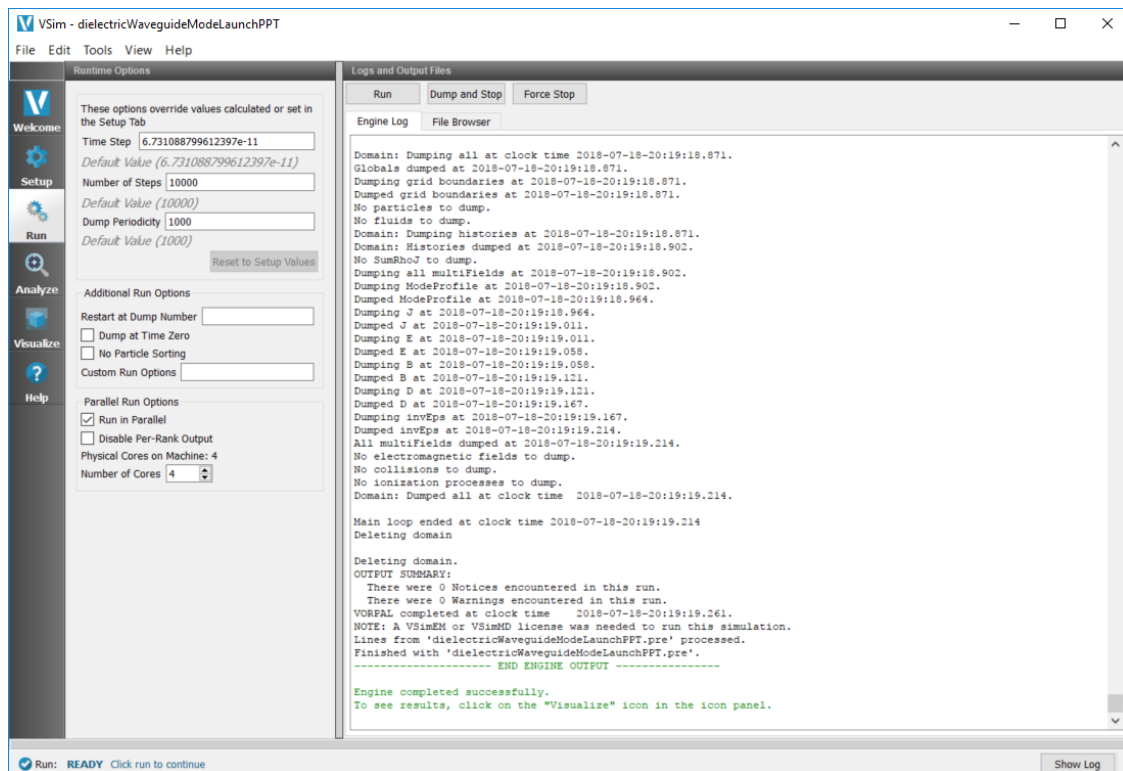 VSim - dielectricWaveguideModeLaunchPPT
File Edit Tools View Help
Runtime Options
Welcome
Setup
Run
Analyze
Visualize
Help
These options override values calculated or set in
the Setup Tab
Time Step 6.731088799612397e-11
Default Value (6.731088799612397e-11)
Number of Steps 10000
Default Value (10000)
Dump Periodicity 1000
Default Value (1000)
Reset to Setup Values
Additional Run Options
Restart at Dump Number
Dump at Time Zero
No Particle Sorting
Custom Run Options
Parallel Run Options
Run in Parallel
Disable Per-Rank Output
Physical Cores on Machine: 4
Number of Cores 4
Logs and Output Files
Run Dump and Stop Force Stop
Engine Log File Browser
Domain: Dumping all at clock time 2018-07-18-20:19:18.871.
Globals dumped at 2018-07-18-20:19:18.871.
Dumping grid boundaries at 2018-07-18-20:19:18.871.
Dumped grid boundaries at 2018-07-18-20:19:18.871.
No particles to dump.
No fluids to dump.
Domain: Dumping histories at 2018-07-18-20:19:18.871.
Domain: Histories dumped at 2018-07-18-20:19:18.902.
No SumRhoJ to dump.
Dumping all multiFields at 2018-07-18-20:19:18.902.
Dumping ModeProfile at 2018-07-18-20:19:18.902.
Dumped ModeProfile at 2018-07-18-20:19:18.964.
Dumping J at 2018-07-18-20:19:18.964.
Dumped J at 2018-07-18-20:19:19.011.
Dumping E at 2018-07-18-20:19:19.011.
Dumped E at 2018-07-18-20:19:19.058.
Dumping B at 2018-07-18-20:19:19.058.
Dumped B at 2018-07-18-20:19:19.121.
Dumping D at 2018-07-18-20:19:19.121.
Dumped D at 2018-07-18-20:19:19.167.
Dumping invEps at 2018-07-18-20:19:19.167.
Dumped invEps at 2018-07-18-20:19:19.214.
All multiFields dumped at 2018-07-18-20:19:19.214.
No electromagnetic fields to dump.
No collisions to dump.
No ionization processes to dump.
Domain: Dumped all at clock time 2018-07-18-20:19:19.214.
Main loop ended at clock time 2018-07-18-20:19:19.214
Deleting domain
Deleting domain.
OUTPUT SUMMARY:
There were 0 Notices encountered in this run.
There were 0 Warnings encountered in this run.
VORPAL completed at clock time 2018-07-18-20:19:19.261.
NOTE: A VSimEM or VSimMD license was needed to run this simulation.
Lines from 'dielectricWaveguideModeLaunchPPT.pre' processed.
Finished with 'dielectricWaveguideModeLaunchPPT.pre'.
--------------------- END ENGINE OUTPUT ----------------
Engine completed successfully.
To see results, click on the "Visualize" icon in the icon panel.
Run: READY Click run to continue
Show Log